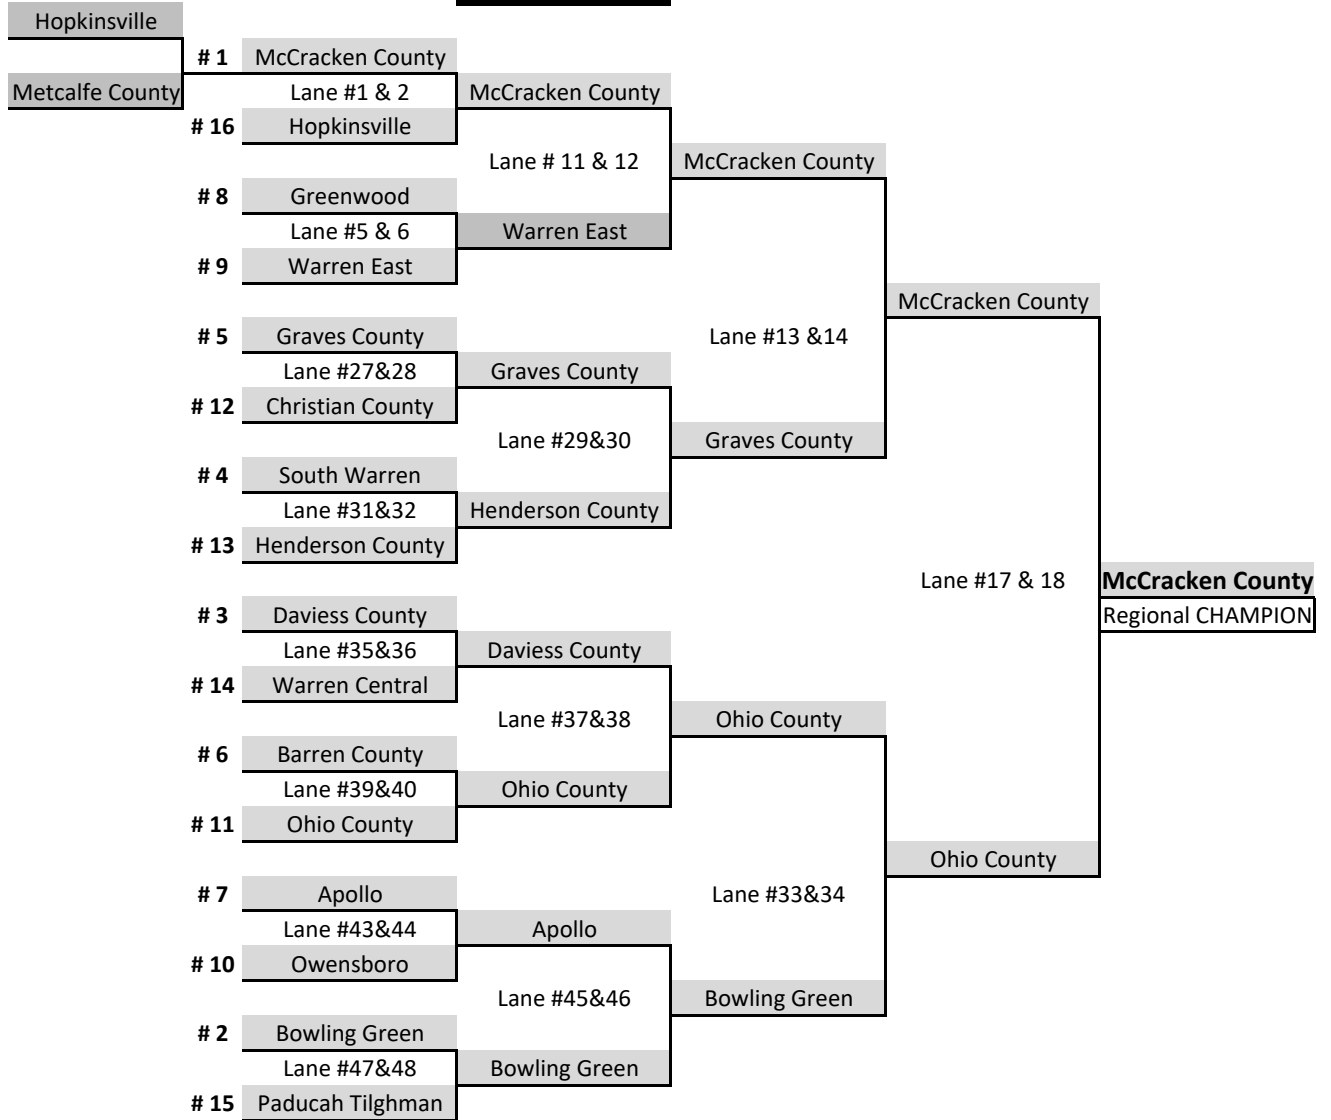 Hopkinsville
# 1 McCracken County
Metcalfe County Lane #1 & 2 McCracken County
# 16 Hopkinsville
Lane # 11 & 12 McCracken County
# 8 Greenwood
Lane #5 & 6 Warren East
# 9 Warren East
McCracken County
# 5 Graves County Lane #13 &14
Lane #27&28 Graves County
# 12 Christian County
Lane #29&30 Graves County
# 4 South Warren
Lane #31&32 Henderson County
# 13 Henderson County
Lane #17 & 18 McCracken County
# 3 Daviess County Regional CHAMPION
Lane #35&36 Daviess County
# 14 Warren Central
Lane #37&38 Ohio County
# 6 Barren County
Lane #39&40 Ohio County
# 11 Ohio County
Ohio County
# 7 Apollo Lane #33&34
Lane #43&44 Apollo
# 10 Owensboro
Lane #45&46 Bowling Green
# 2 Bowling Green
Lane #47&48 Bowling Green
# 15 Paducah Tilghman